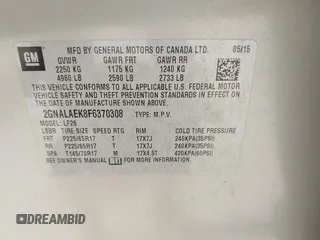 GM
MFD BY GENERAL MOTORS OF CANADA LTD.
05/15
GVWR GAWR FRT GAWR RR
2250 KG 1175 KG 1240 KG
4960 LB 2590 LB 2733 LB
THIS VEHICLE CONFORMS TO ALL APPLICABLE U.S. FEDERAL MOTOR
VEHICLE SAFETY AND THEFT PREVENTION STANDARDS IN EFFECT
ON THE DATE OF MANUFACTURE SHOWN ABOVE.
2GNALAEK8F6370308 TYPE: M.P.V.
MODEL: LF26
TIRE SIZE SPEED RTG RIM COLD TIRE PRESSURE
FRT P225/65R17 T 17X7J 240KPA(35PSI)
RR P225/65R17 T 17X7J 240KPA(35PSI)
SPA T145/70R17 M 17X4.5T 420KPA(60PSI)
SEE OWNER'S MANUAL FOR MORE INFORMATION.
DREAMBID